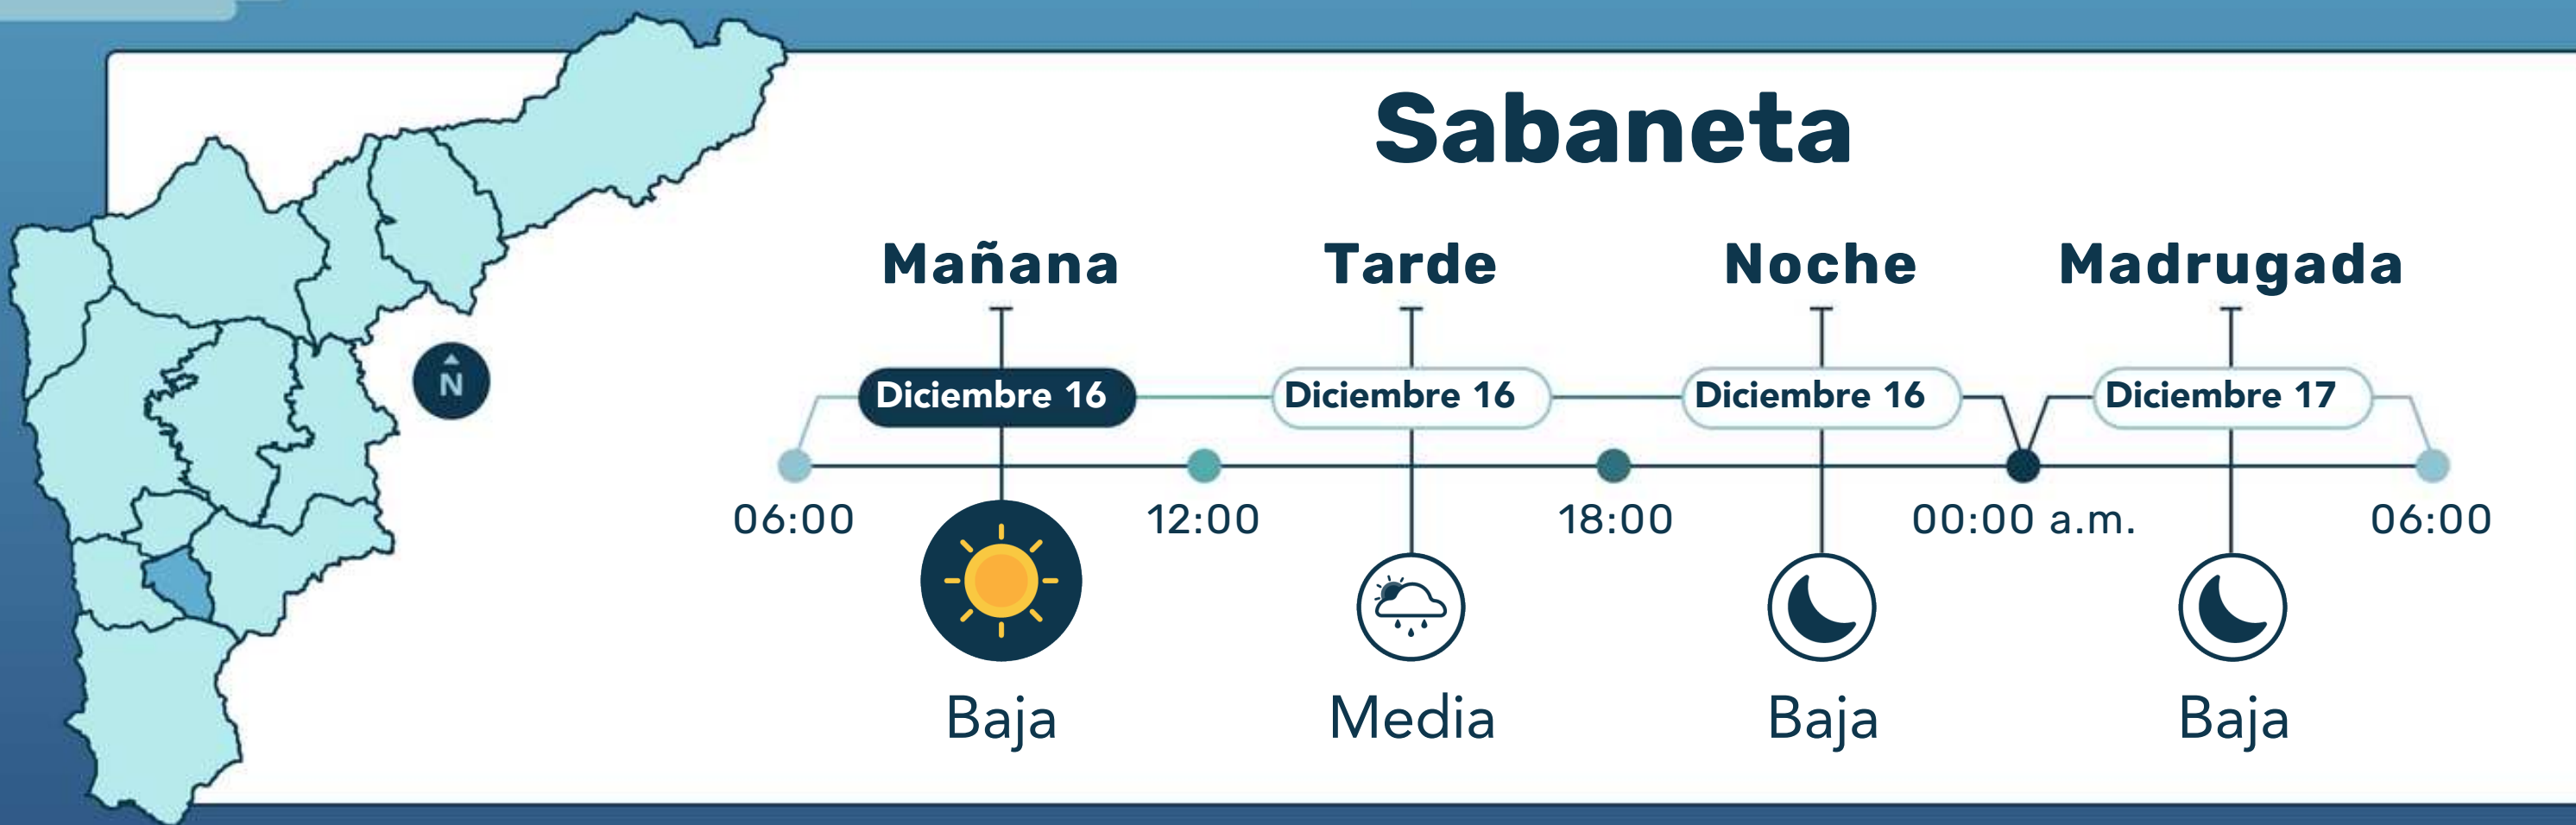 Sabaneta
Mañana Tarde Noche Madrugada
N
Diciembre 16 Diciembre 16 Diciembre 16 Diciembre 17
06:00 12:00 18:00 00:00 a.m. 06:00
Baja Media Baja Baja